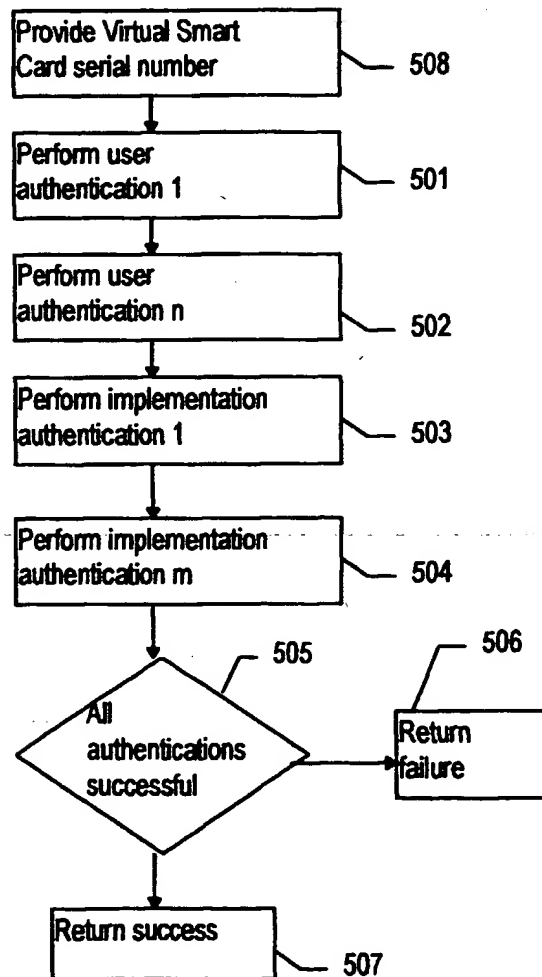 Provide Virtual Smart
Card serial number
508
Perform user
authentication 1
501
Perform user
authentication n
502
Perform implementation
authentication 1
503
Perform implementation
authentication m
504
505
All
authentications
successful
506
Return
failure
Return success
507